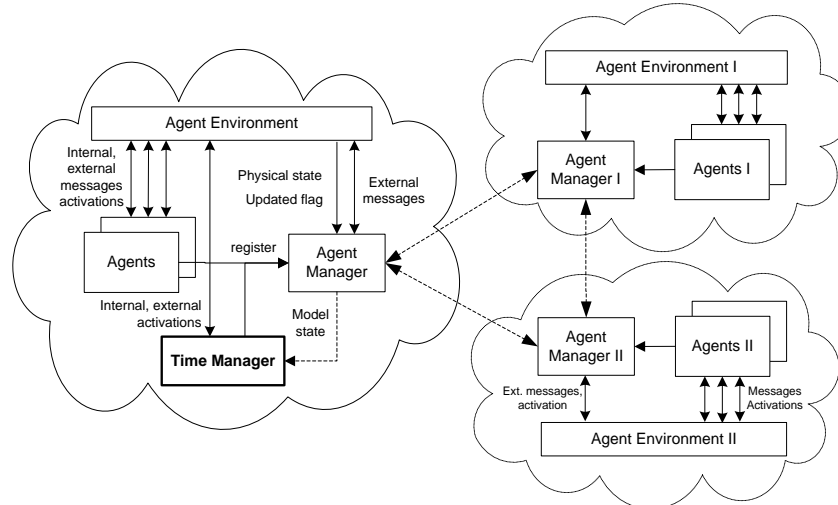 Agent Environment
Internal,
external
messages
activations
Physical state
Updated flag
External
messages
Agents
register
Agent
Manager
Internal, external
activations
Model
state
Time Manager
Agent Environment I
Agent
Manager I
Agents I
Agent
Manager II
Agents II
Ext. messages,
activation
Messages
Activations
Agent Environment II